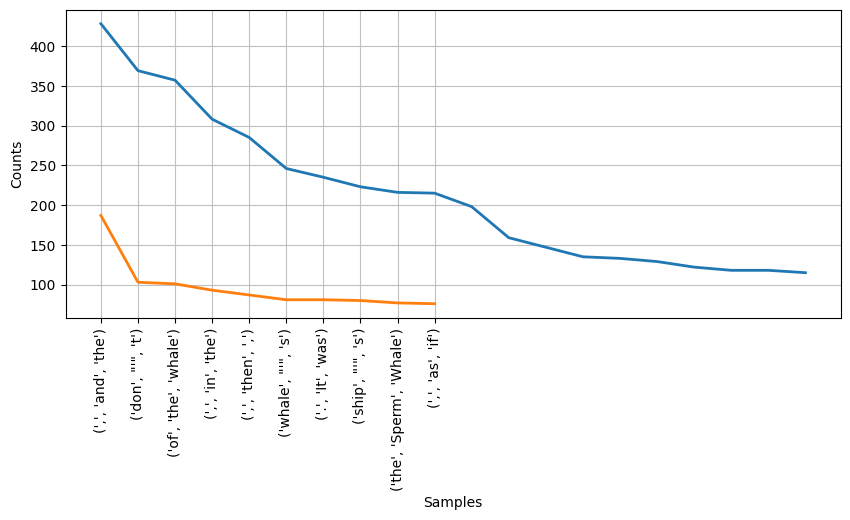 400
350
300
250
200
150
100
Counts
(',', 'and', 'the')
('don', "'", 't')
('of', 'the', 'whale')
(',', 'in', 'the')
(',', 'then', ',')
('whale', "'", 's')
('.', 'It', 'was')
('ship', "'", 's')
('the', 'Sperm', 'Whale')
(',', 'as', 'if')
Samples